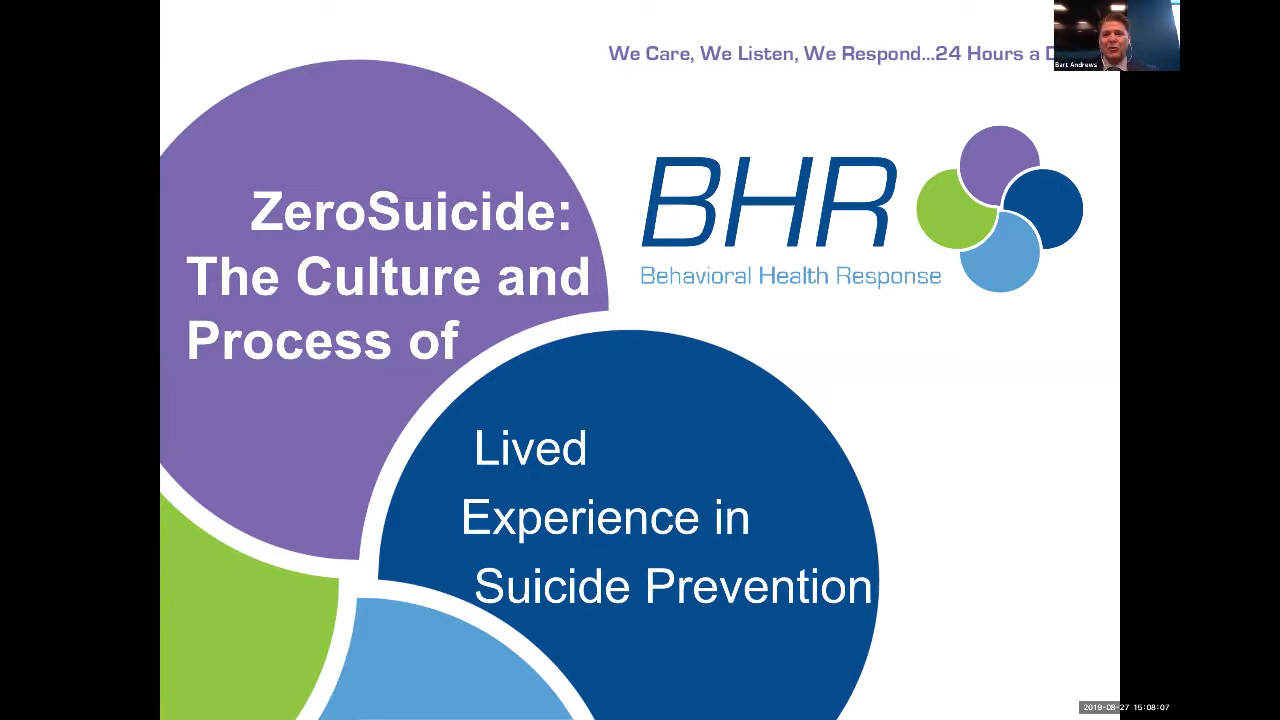 We Care, We Listen, We Respond...24 Hours a
Bart Andrews
BHR
Behavioral Health Response
ZeroSuicide:
The Culture and
Process of
Lived
Experience in
Suicide Prevention
2019-08-27 15:08:07